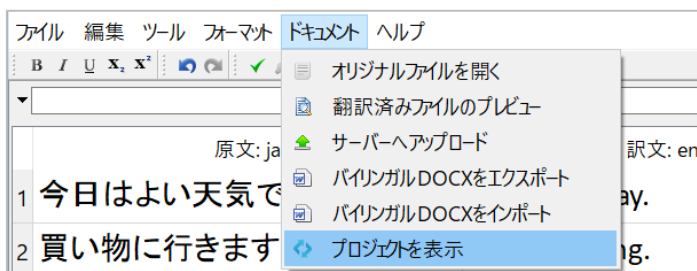 ファイル 編集 ツール フォーマット ドキュメント ヘルプ
B I U X₂ X²
オリジナルファイルを開く
翻訳済みファイルのプレビュー
原文: ja サーバーへアップロード 訳文: en
バイリンガルDOCXをエクスポート
1 今日はよい天気で ay.
バイリンガルDOCXをインポート
2 買い物に行きます プロジェクトを表示 ng.